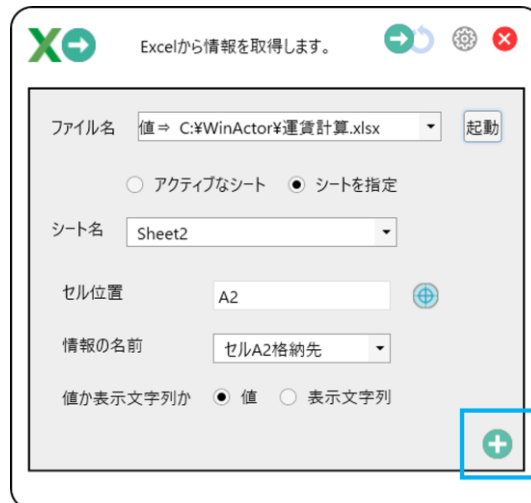 X
Excelから情報を取得します。
ファイル名 値⇒ C:¥WinActor¥運賃計算.xlsx 起動
アクティブなシート シートを指定
シート名 Sheet2
セル位置 A2
情報の名前 セルA2格納先
値か表示文字列か 値 表示文字列